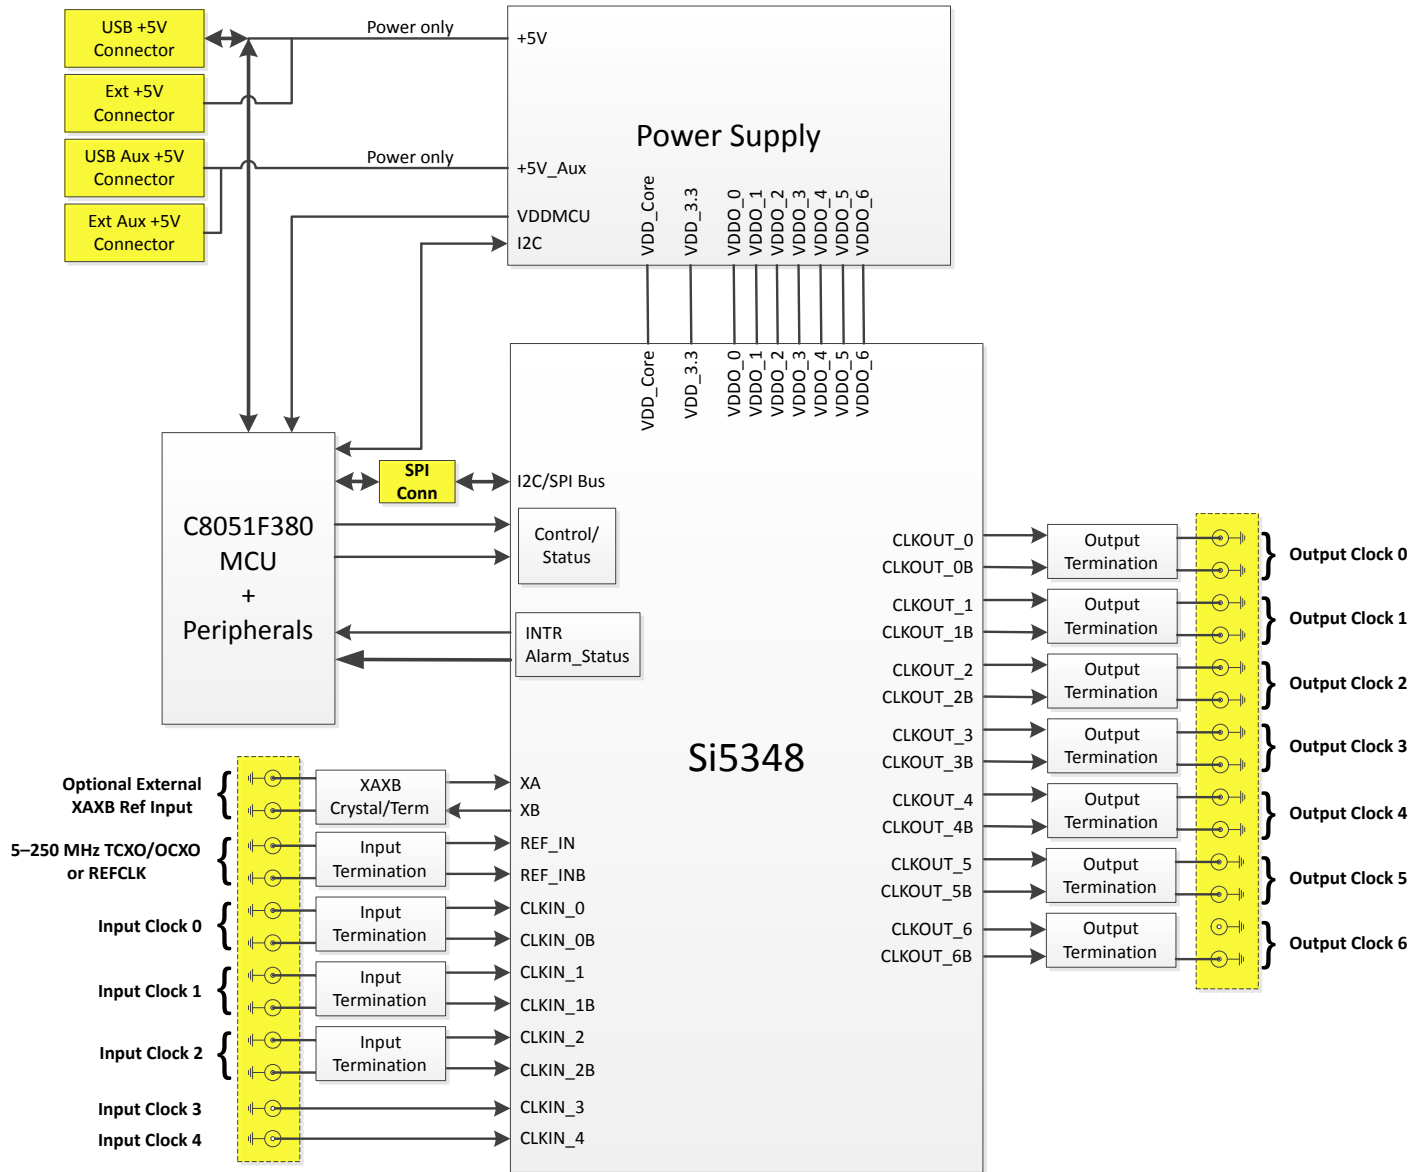 USB +5V
Connector
Ext +5V
Connector
USB Aux +5V
Connector
Ext Aux +5V
Connector
Power only
Power only
+5V
+5V_Aux
VDDMCU
I2C
Power Supply
VDD_Core
VDD_3.3
VDDO_0
VDDO_1
VDDO_2
VDDO_3
VDDO_4
VDDO_5
VDDO_6
VDD_Core
VDD_3.3
VDDO_0
VDDO_1
VDDO_2
VDDO_3
VDDO_4
VDDO_5
VDDO_6
C8051F380
MCU
+
Peripherals
SPI
Conn
I2C/SPI Bus
Control/
Status
INTR
Alarm_Status
Si5348
Optional External
XAXB Ref Input
XAXB
Crystal/Term
XA
XB
5–250 MHz TCXO/OCXO
or REFCLK
Input
Termination
REF_IN
REF_INB
Input Clock 0
Input
Termination
CLKIN_0
CLKIN_0B
Input Clock 1
Input
Termination
CLKIN_1
CLKIN_1B
Input Clock 2
Input
Termination
CLKIN_2
CLKIN_2B
Input Clock 3
CLKIN_3
Input Clock 4
CLKIN_4
CLKOUT_0
CLKOUT_0B
Output
Termination
Output Clock 0
CLKOUT_1
CLKOUT_1B
Output
Termination
Output Clock 1
CLKOUT_2
CLKOUT_2B
Output
Termination
Output Clock 2
CLKOUT_3
CLKOUT_3B
Output
Termination
Output Clock 3
CLKOUT_4
CLKOUT_4B
Output
Termination
Output Clock 4
CLKOUT_5
CLKOUT_5B
Output
Termination
Output Clock 5
CLKOUT_6
CLKOUT_6B
Output
Termination
Output Clock 6